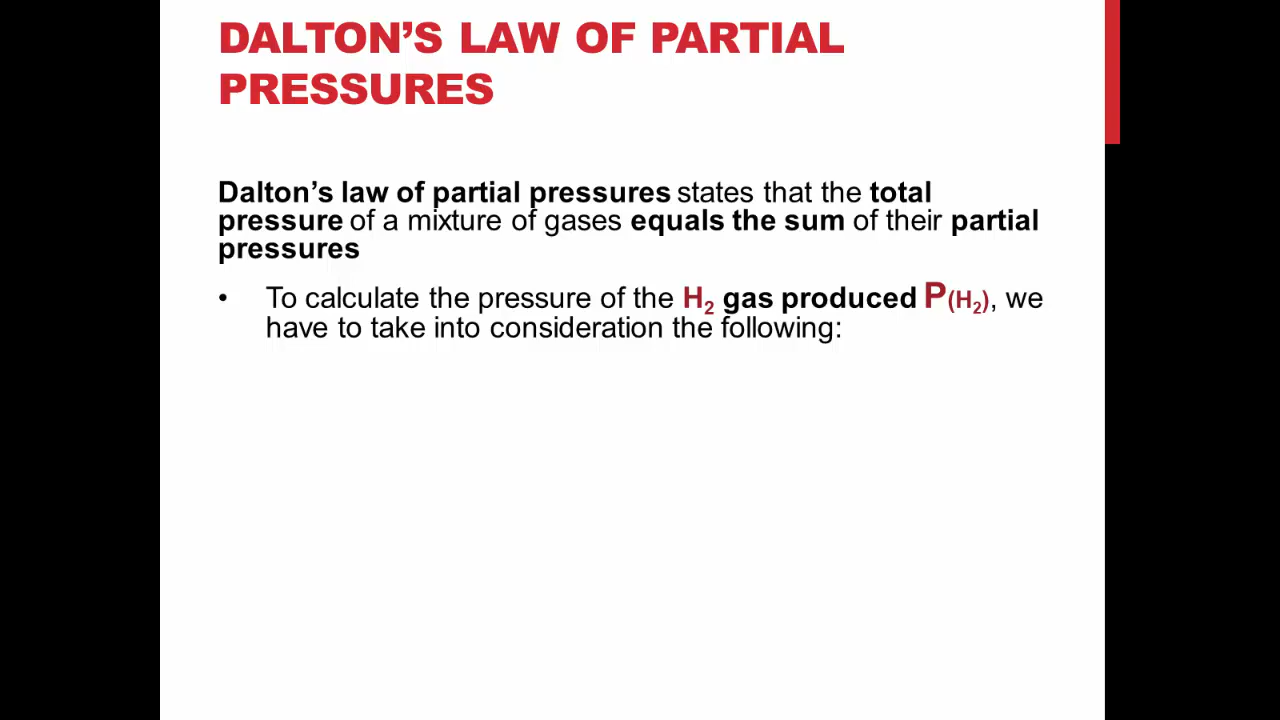 DALTON’S LAW OF PARTIAL
PRESSURES
Dalton’s law of partial pressures states that the total
pressure of a mixture of gases equals the sum of their partial
pressures
• To calculate the pressure of the H₂ gas produced P(H₂), we
have to take into consideration the following: